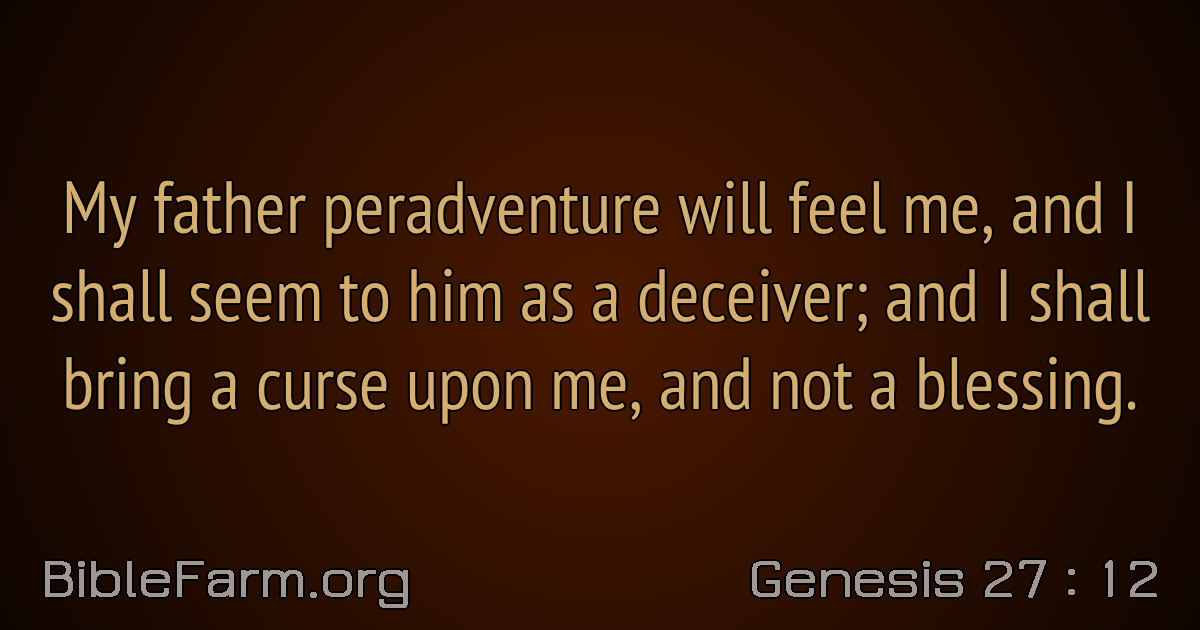 My father peradventure will feel me, and I
shall seem to him as a deceiver; and I shall
bring a curse upon me, and not a blessing.
BibleFarm.org
Genesis 27 : 12